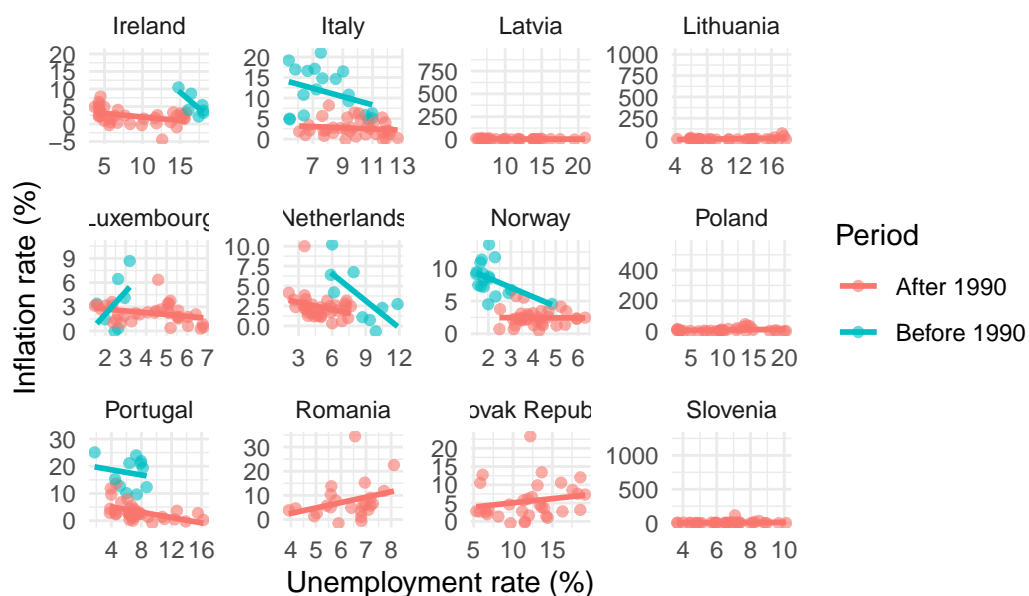 Ireland Italy Latvia Lithuania
20 15 10 5 0 −5
5 10 15
20 15 10 5 0
7 9 11 13
750 500 250 0
10 15 20
1000 750 500 250 0
4 8 12 16
Luxembourg Netherlands Norway Poland
9 6 3 0
2 3 4 5 6 7
10.0 7.5 5.0 2.5 0.0
3 6 9 12
10 5 0
2 3 4 5 6
400 200 0
5 10 15 20
Portugal Romania ovak Repub Slovenia
30 20 10 0
4 8 12 16
30 20 10 0
4 5 6 7 8
20 15 10 5 0
5 10 15
1000 500 0
4 6 8 10
Inflation rate (%)
Unemployment rate (%)
Period
After 1990
Before 1990